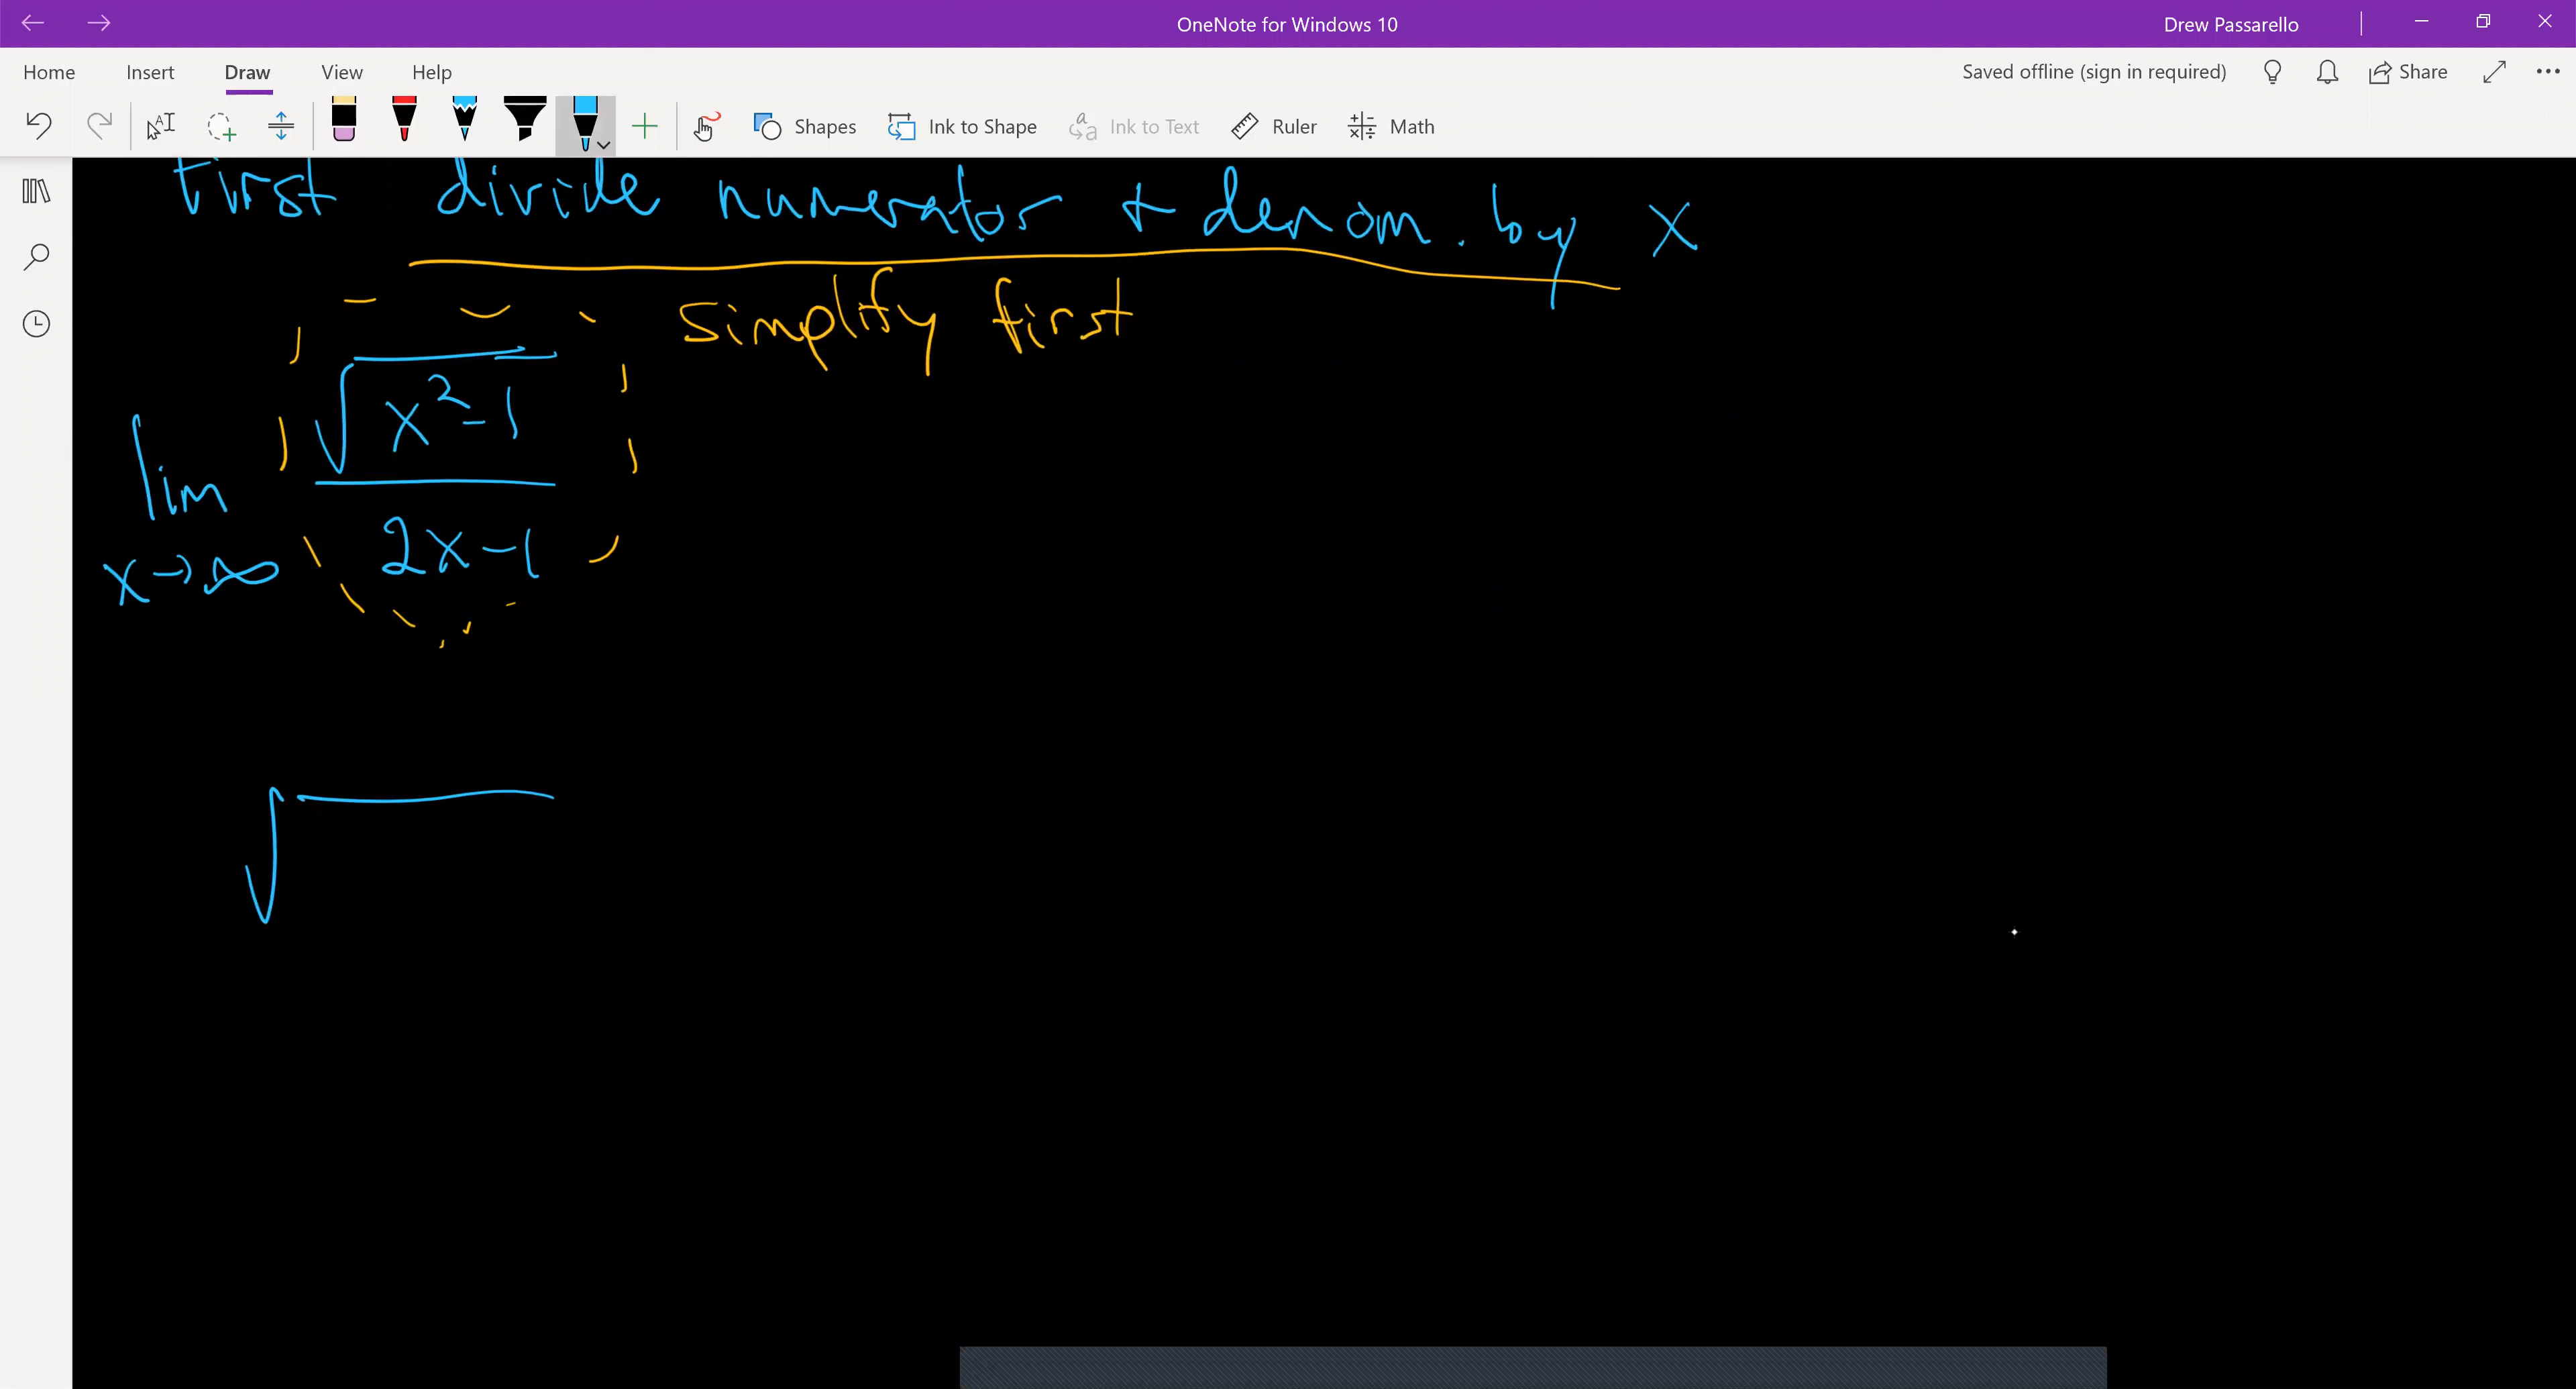 OneNote for Windows 10
Drew Passarello
Home Insert Draw View Help
Saved offline (sign in required)
Share
Shapes Ink to Shape Ink to Text Ruler Math
First divide numerator + denom. by x
simplify first
lim x→∞ √(x²-1) / 2x-1
√